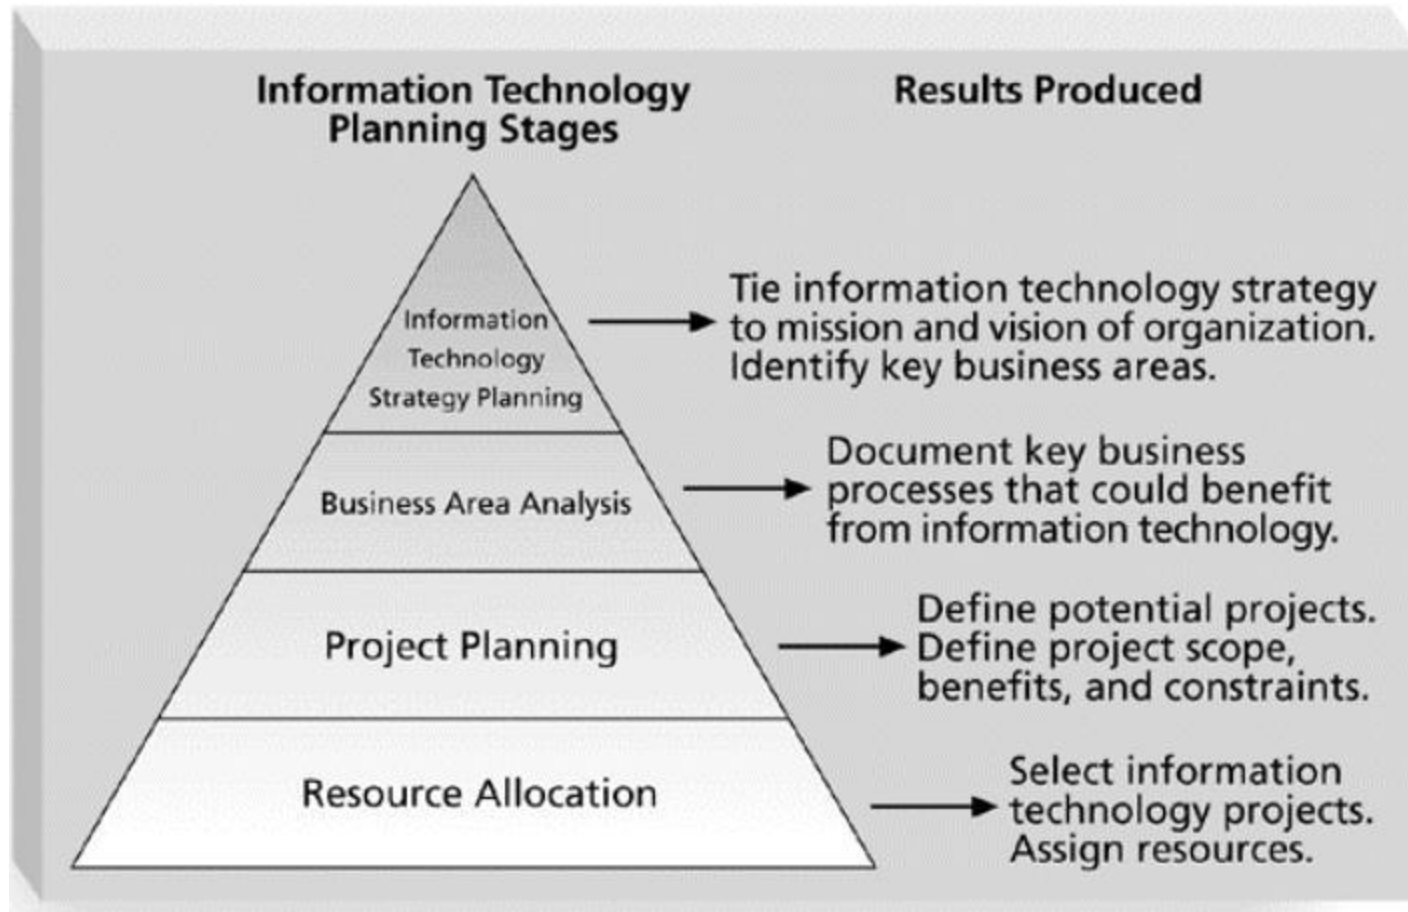 Information Technology
Planning Stages
Results Produced
Information
Technology
Strategy Planning
Tie information technology strategy
to mission and vision of organization.
Identify key business areas.
Business Area Analysis
Document key business
processes that could benefit
from information technology.
Project Planning
Define potential projects.
Define project scope,
benefits, and constraints.
Resource Allocation
Select information
technology projects.
Assign resources.